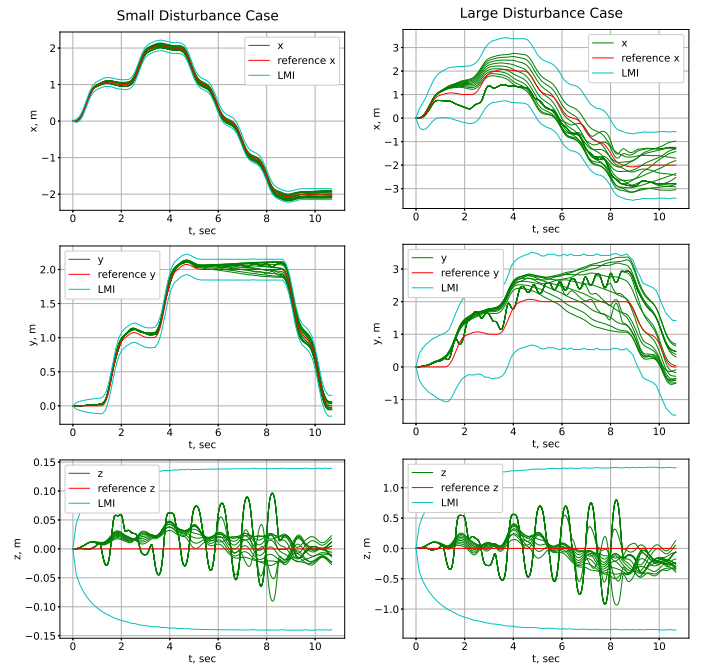 Small Disturbance Case
Large Disturbance Case
x
reference x
LMI
2
1
0
−1
−2
x, m
0 2 4 6 8 10
t, sec
x
reference x
LMI
3
2
1
0
−1
−2
−3
x, m
0 2 4 6 8 10
t, sec
y
reference y
LMI
2.0
1.5
1.0
0.5
0.0
y, m
0 2 4 6 8 10
t, sec
y
reference y
LMI
3
2
1
0
−1
y, m
0 2 4 6 8 10
t, sec
z
reference z
LMI
0.15
0.10
0.05
0.00
−0.05
−0.10
−0.15
z, m
0 2 4 6 8 10
t, sec
z
reference z
LMI
1.0
0.5
0.0
−0.5
−1.0
z, m
0 2 4 6 8 10
t, sec